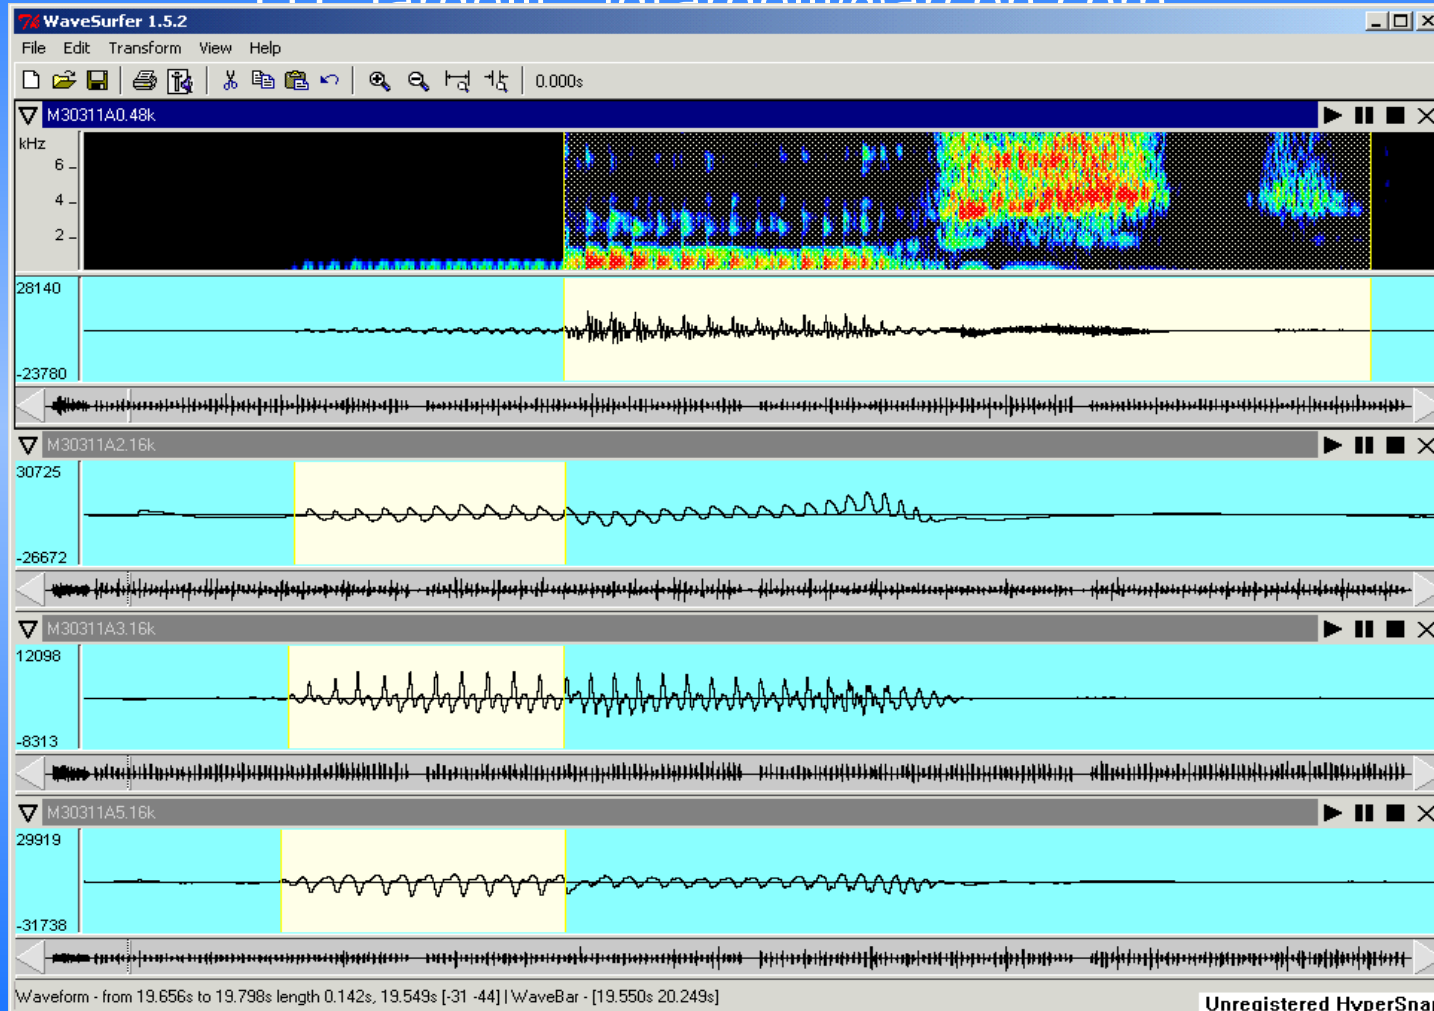 WaveSurfer 1.5.2
File Edit Transform View Help
0.000s
M30311A0.48k
kHz
6
4
2
28140
-23780
M30311A2.16k
30725
-26672
M30311A3.16k
12098
-8313
M30311A5.16k
29919
-31738
Waveform - from 19.656s to 19.798s length 0.142s, 19.549s [-31 -44] | WaveBar - [19.550s 20.249s]
Unregistered HyperSnap